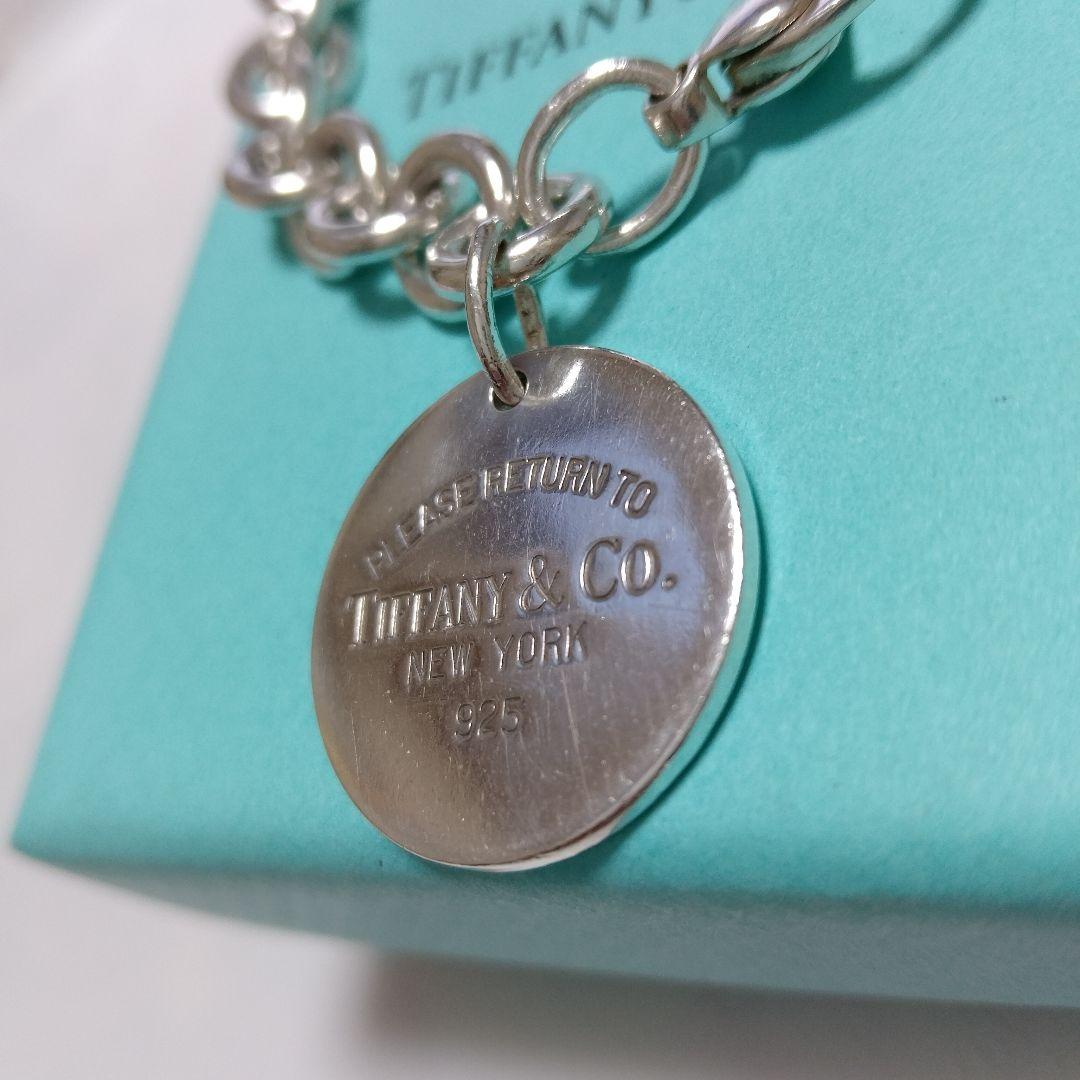 TIFFANY
PLEASE RETURN TO
TIFFANY & CO.
NEW YORK
925